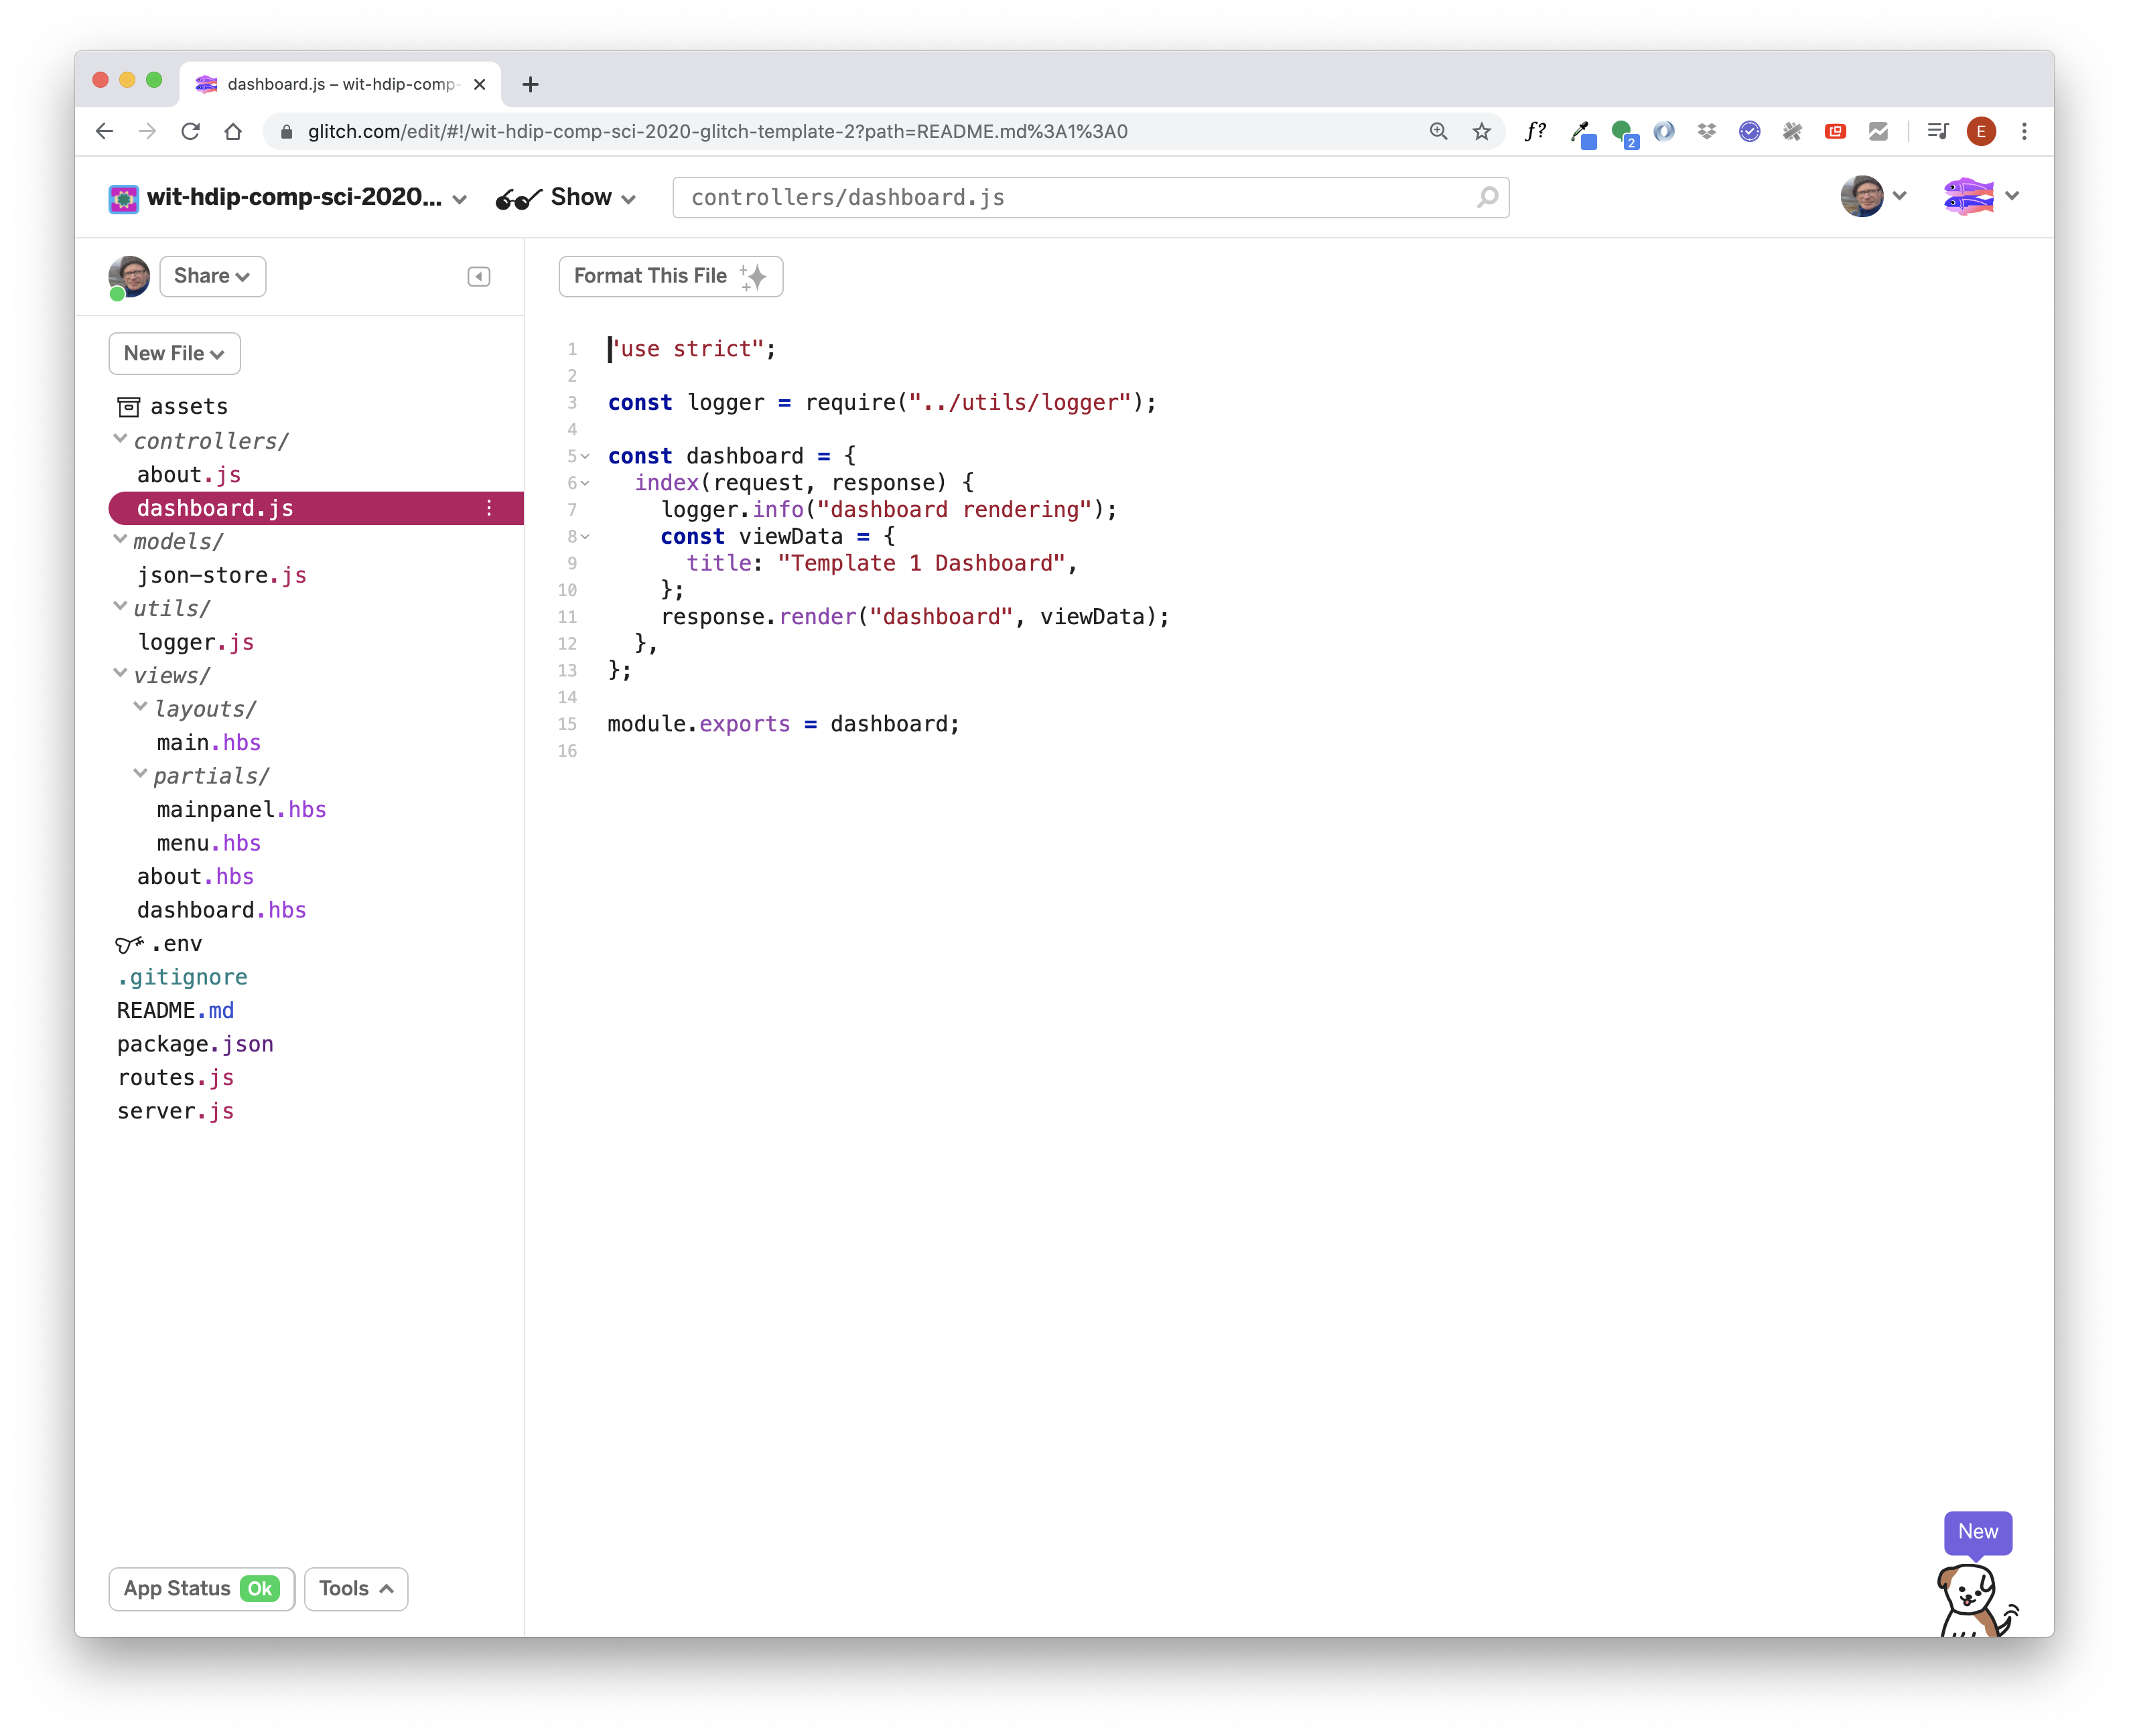 dashboard.js – wit-hdip-comp-
glitch.com/edit/#!/wit-hdip-comp-sci-2020-glitch-template-2?path=README.md%3A1%3A0
f?
2
E
wit-hdip-comp-sci-2020...
Show
controllers/dashboard.js
Share
Format This File
New File
assets
controllers/
about.js
dashboard.js
models/
json-store.js
utils/
logger.js
views/
layouts/
main.hbs
partials/
mainpanel.hbs
menu.hbs
about.hbs
dashboard.hbs
.env
.gitignore
README.md
package.json
routes.js
server.js
1 "use strict";
2
3 const logger = require("../utils/logger");
4
5 const dashboard = {
6 index(request, response) {
7 logger.info("dashboard rendering");
8 const viewData = {
9 title: "Template 1 Dashboard",
10 };
11 response.render("dashboard", viewData);
12 },
13 };
14
15 module.exports = dashboard;
16
New
App Status Ok
Tools